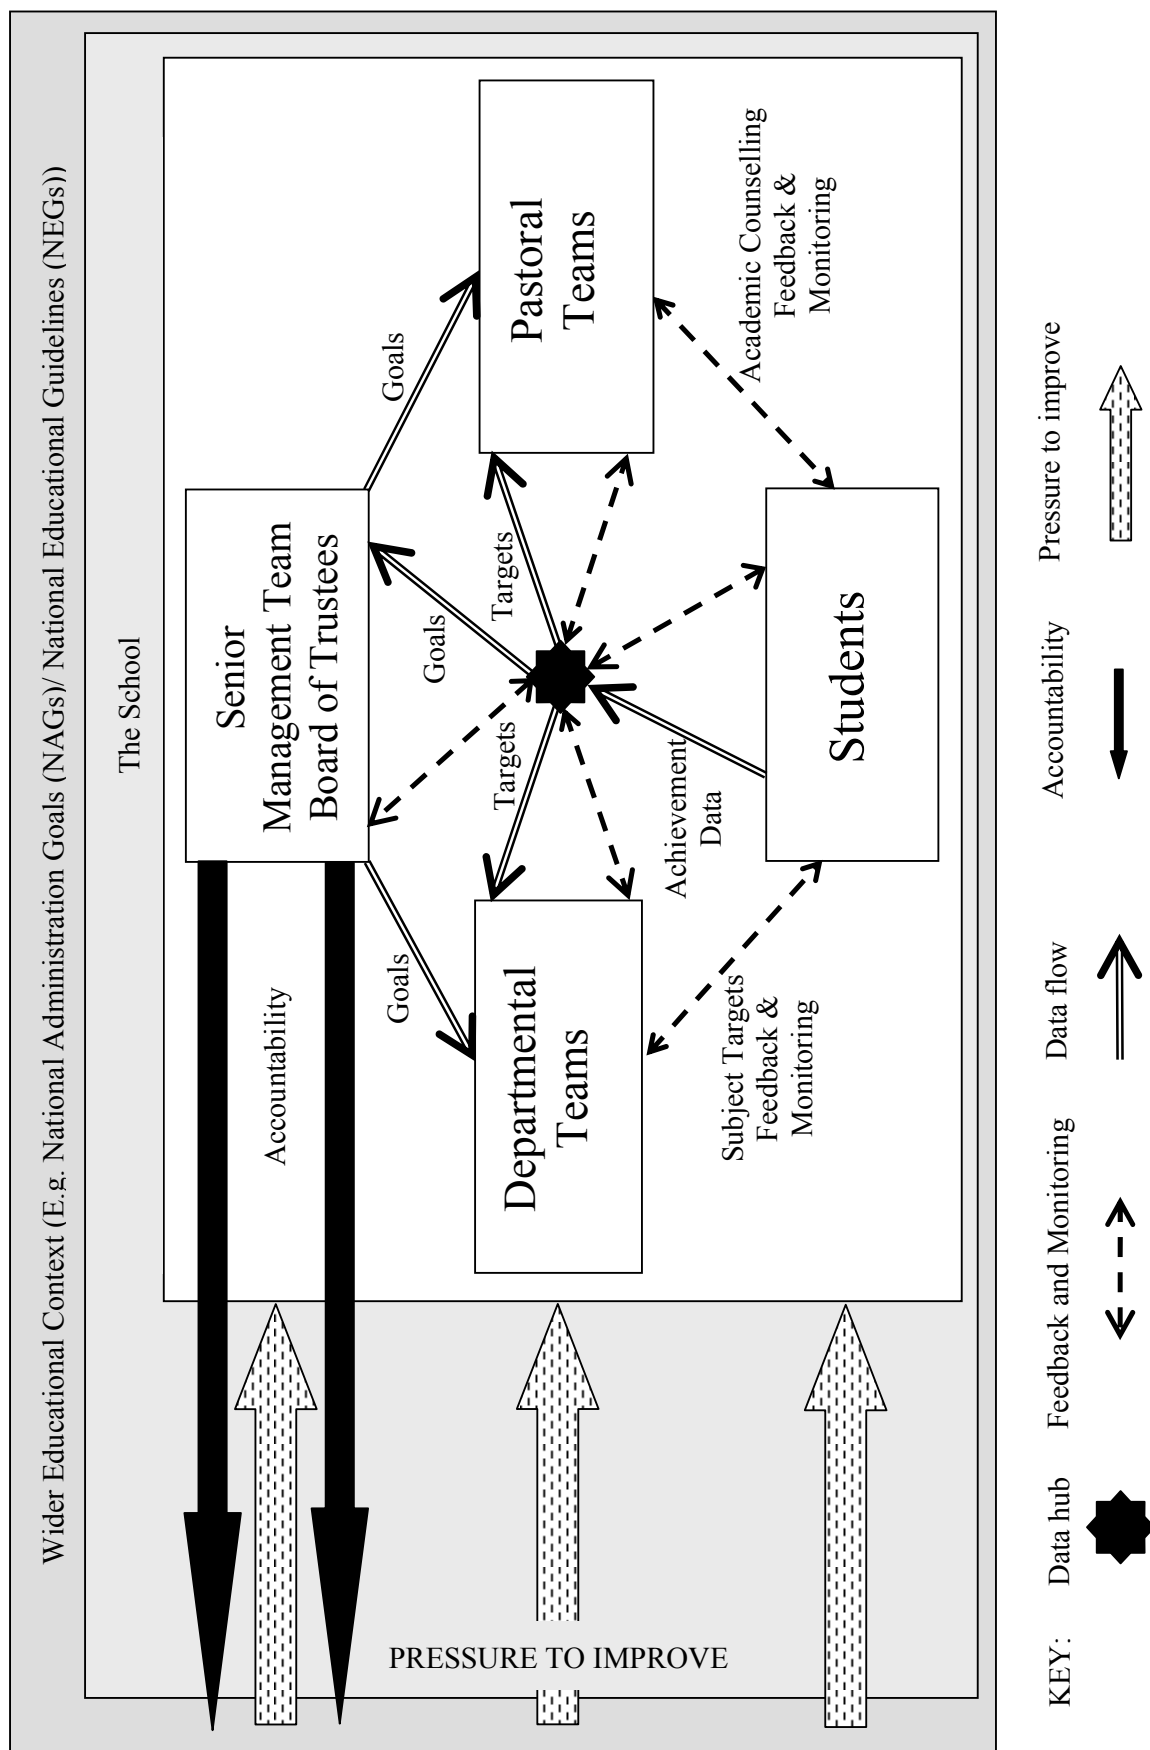 Wider Educational Context (E.g. National Administration Goals (NAGs)/ National Educational Guidelines (NEGs))
The School
Senior
Management Team
Board of Trustees
Accountability
Goals
Goals
Goals
Departmental
Teams
Targets
Targets
Pastoral
Teams
Achievement
Data
Subject Targets
Feedback &
Monitoring
Students
Academic Counselling
Feedback &
Monitoring
PRESSURE TO IMPROVE
KEY:
Data hub
Feedback and Monitoring
Data flow
Accountability
Pressure to improve